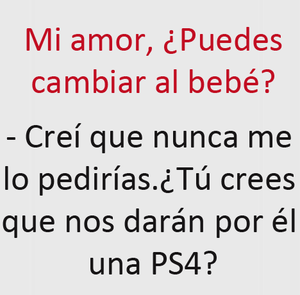 Mi amor, ¿Puedes
cambiar al bebé?
- Creí que nunca me
lo pedirías.¿Tú crees
que nos darán por él
una PS4?